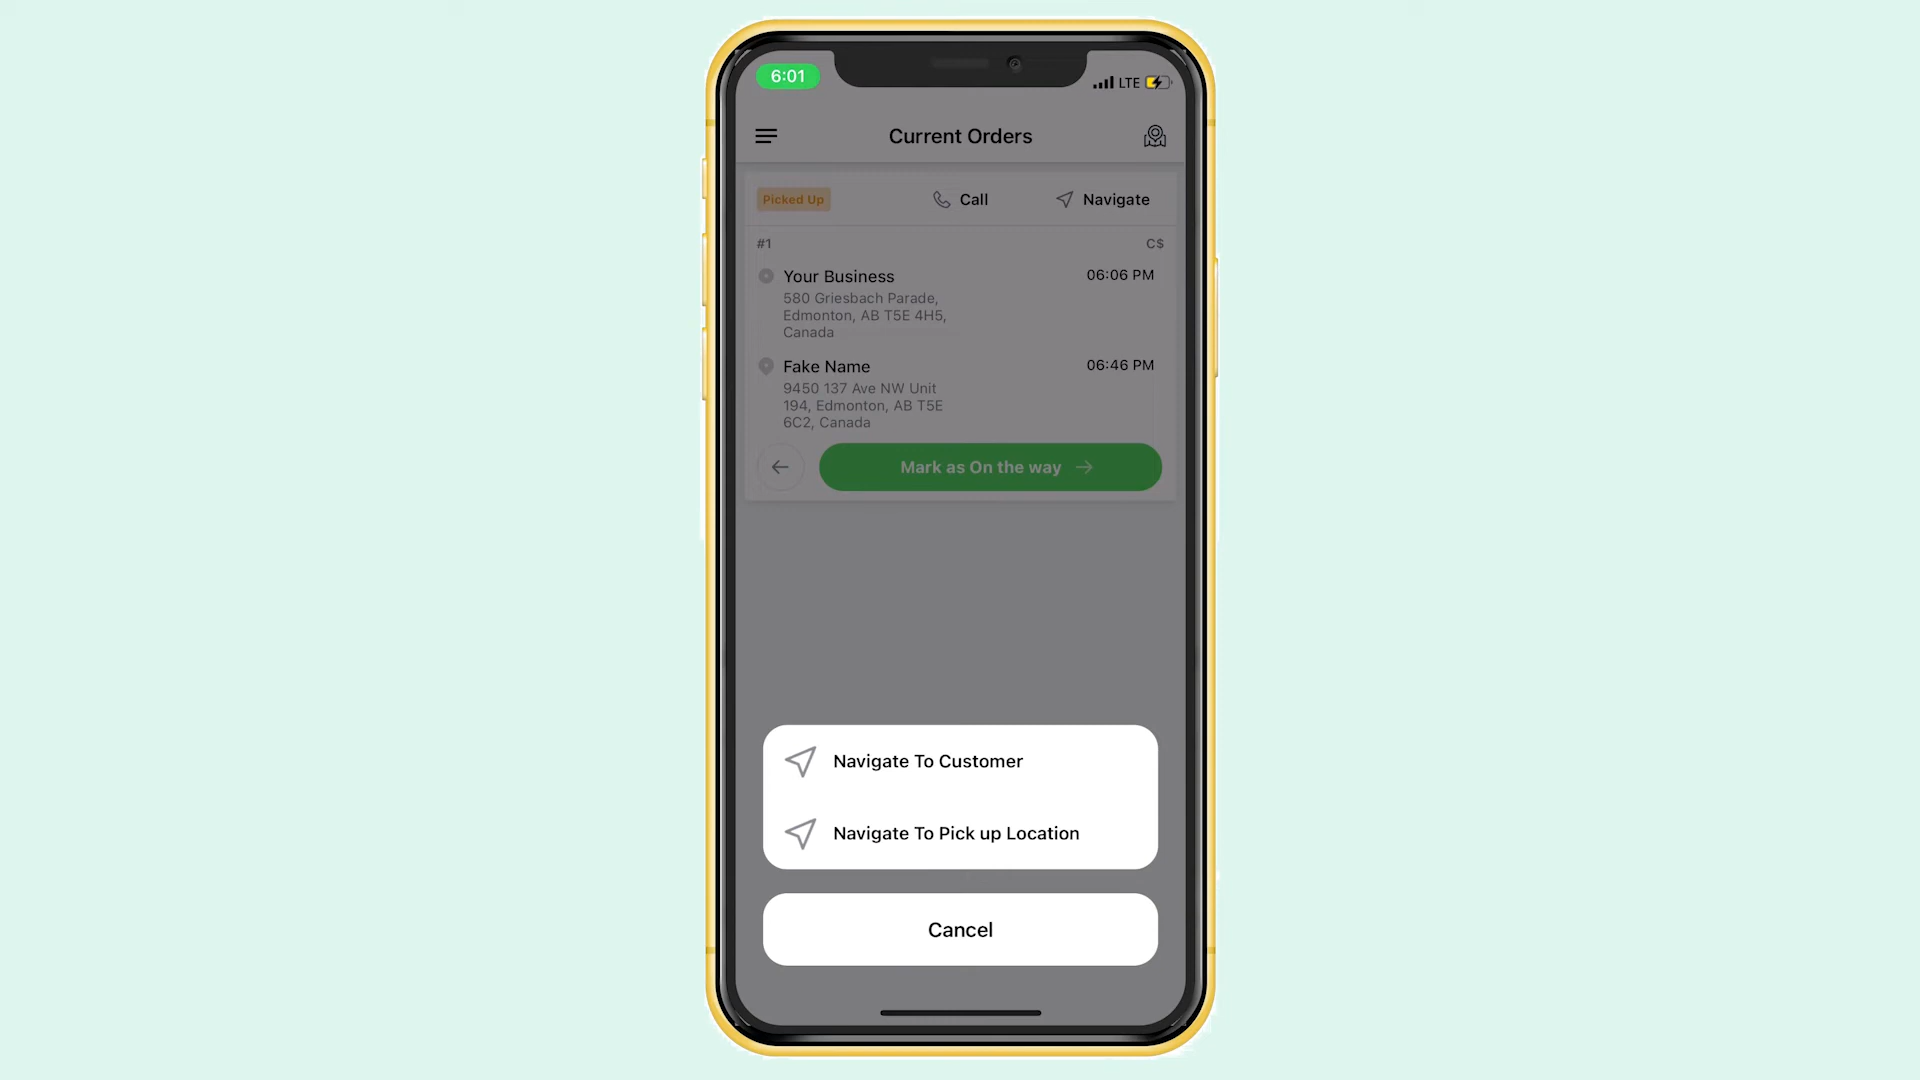 6:01
LTE
Current Orders
Picked Up
Call
Navigate
#1
C$
Your Business
06:06 PM
580 Griesbach Parade,
Edmonton, AB T5E 4H5,
Canada
Fake Name
06:46 PM
9450 137 Ave NW Unit
194, Edmonton, AB T5E
6C2, Canada
Mark as On the way
Navigate To Customer
Navigate To Pick up Location
Cancel